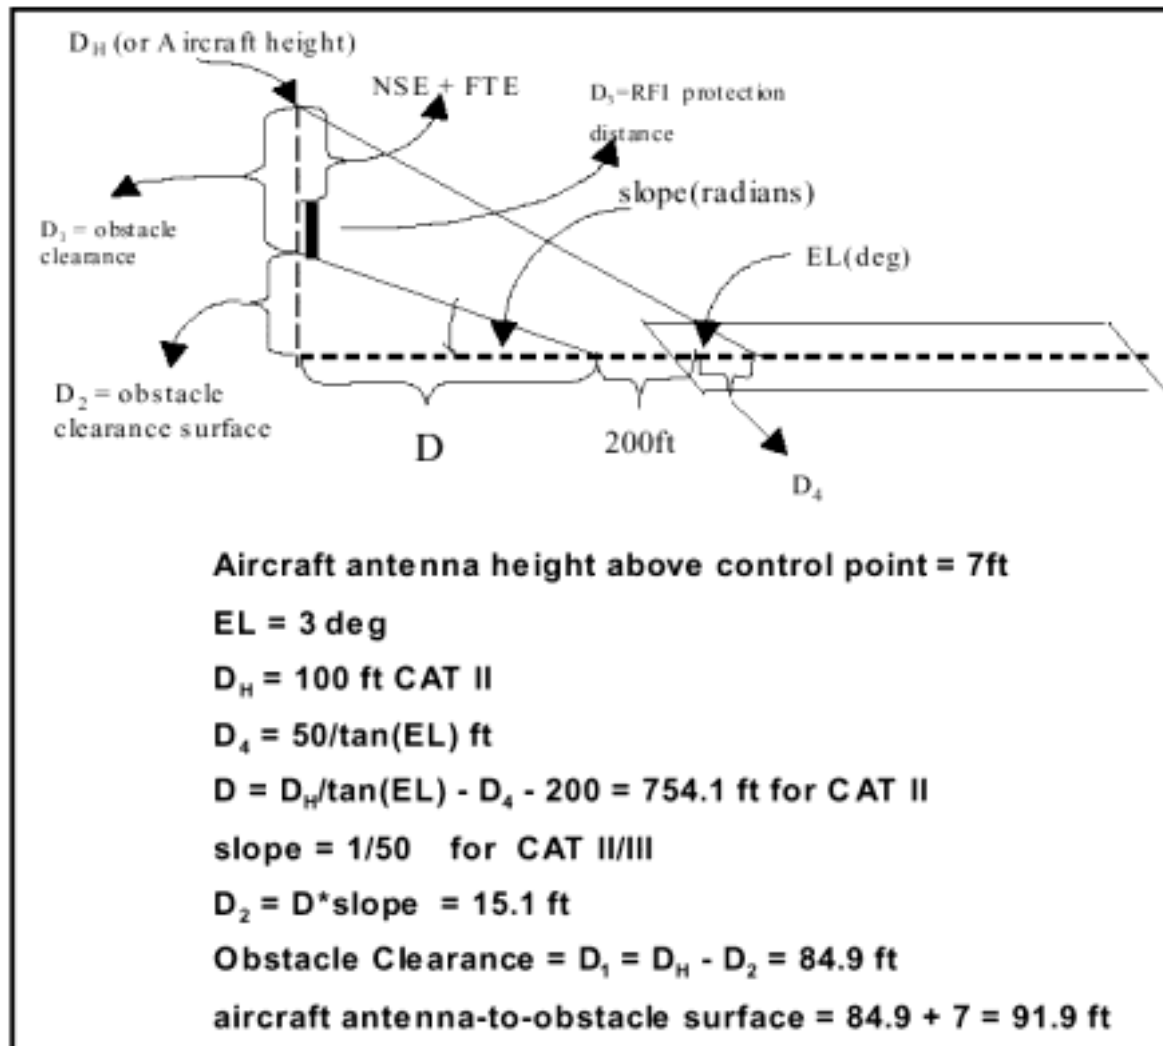 D_H (or Aircraft height)
NSE + FTE
D_5=RFI protection
distance
slope(radians)
D_1 = obstacle
clearance
EL(deg)
D_2 = obstacle
clearance surface
D
200ft
D_4
Aircraft antenna height above control point = 7ft
EL = 3 deg
D_H = 100 ft CAT II
D_4 = 50/tan(EL) ft
D = D_H/tan(EL) - D_4 - 200 = 754.1 ft for CAT II
slope = 1/50 for CAT II/III
D_2 = D*slope = 15.1 ft
Obstacle Clearance = D_1 = D_H - D_2 = 84.9 ft
aircraft antenna-to-obstacle surface = 84.9 + 7 = 91.9 ft